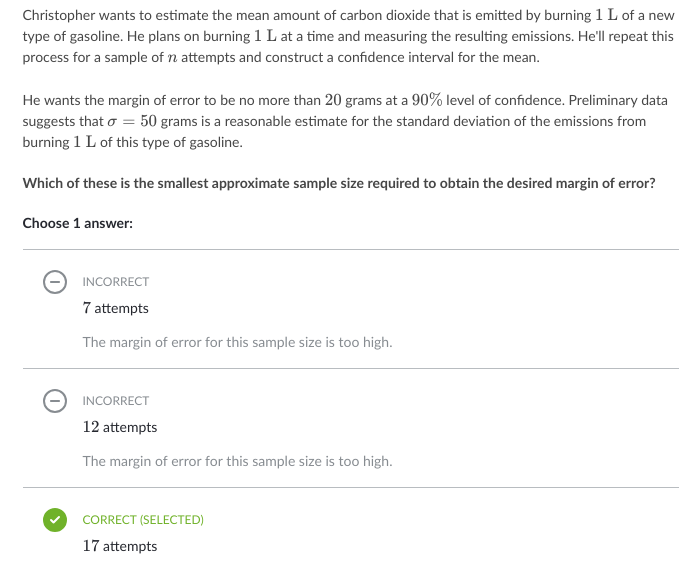 Christopher wants to estimate the mean amount of carbon dioxide that is emitted by burning 1 L of a new
type of gasoline. He plans on burning 1 L at a time and measuring the resulting emissions. He'll repeat this
process for a sample of n attempts and construct a confidence interval for the mean.
He wants the margin of error to be no more than 20 grams at a 90% level of confidence. Preliminary data
suggests that σ = 50 grams is a reasonable estimate for the standard deviation of the emissions from
burning 1 L of this type of gasoline.
Which of these is the smallest approximate sample size required to obtain the desired margin of error?
Choose 1 answer:
INCORRECT
7 attempts
The margin of error for this sample size is too high.
INCORRECT
12 attempts
The margin of error for this sample size is too high.
CORRECT (SELECTED)
17 attempts